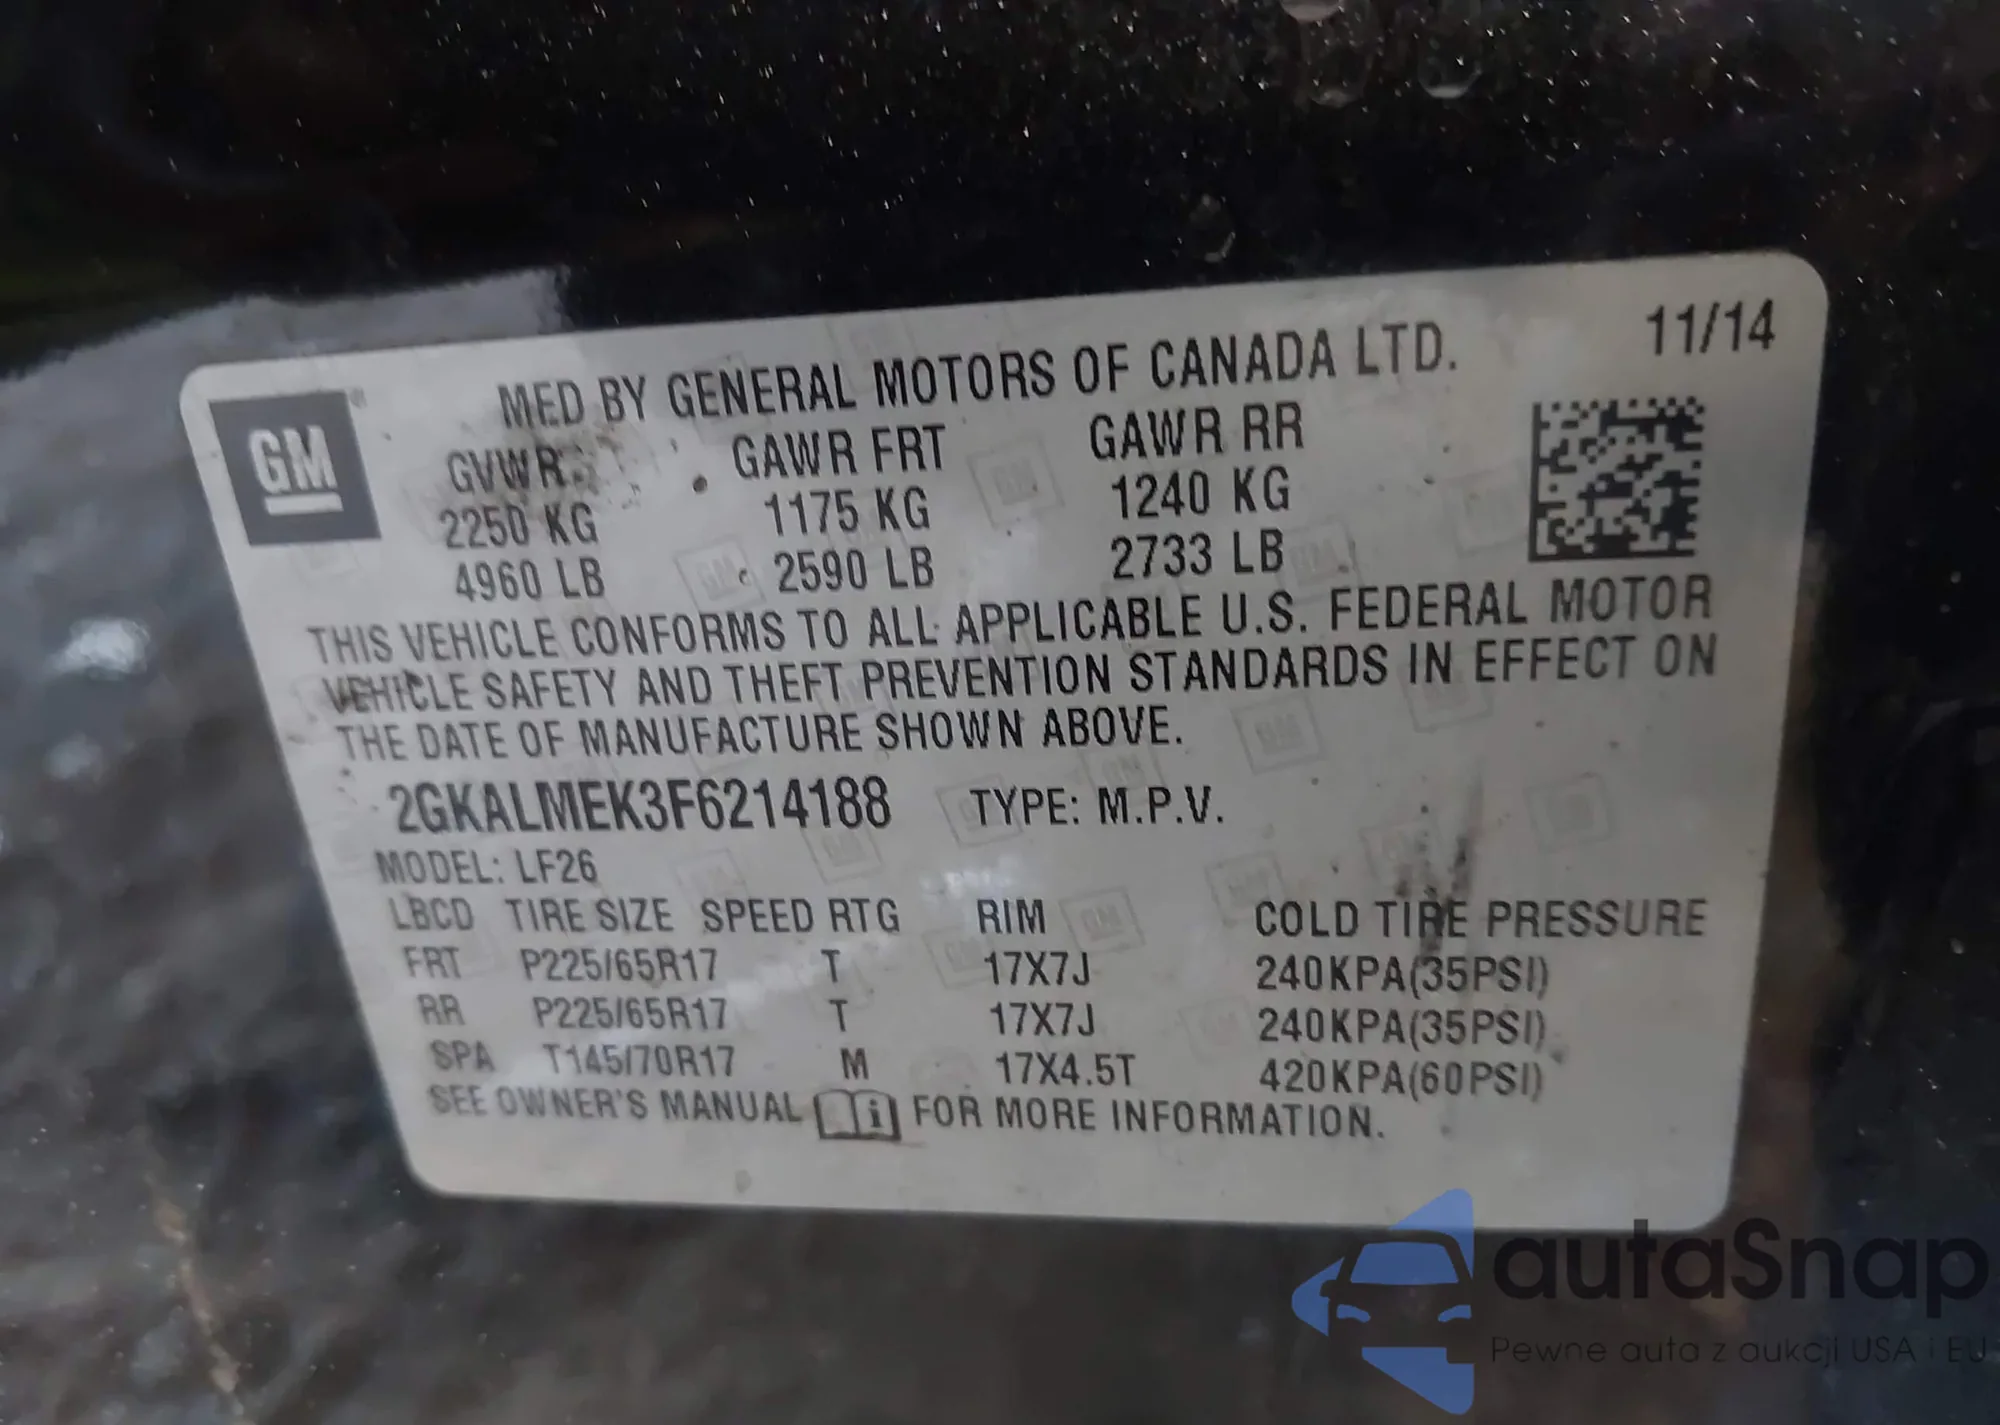 11/14
GM
MFD BY GENERAL MOTORS OF CANADA LTD.
GVWR GAWR FRT GAWR RR
2250 KG 1175 KG 1240 KG
4960 LB 2590 LB 2733 LB
THIS VEHICLE CONFORMS TO ALL APPLICABLE U.S. FEDERAL MOTOR
VEHICLE SAFETY AND THEFT PREVENTION STANDARDS IN EFFECT ON
THE DATE OF MANUFACTURE SHOWN ABOVE.
2GKALMEK3F6214188 TYPE: M.P.V.
MODEL: LF26
LBCD TIRE SIZE SPEED RTG RIM COLD TIRE PRESSURE
FRT P225/65R17 T 17X7J 240KPA(35PSI)
RR P225/65R17 T 17X7J 240KPA(35PSI)
SPA T145/70R17 M 17X4.5T 420KPA(60PSI)
SEE OWNER'S MANUAL i FOR MORE INFORMATION.
autaSnap
Pewne auta z aukcji USA i EU